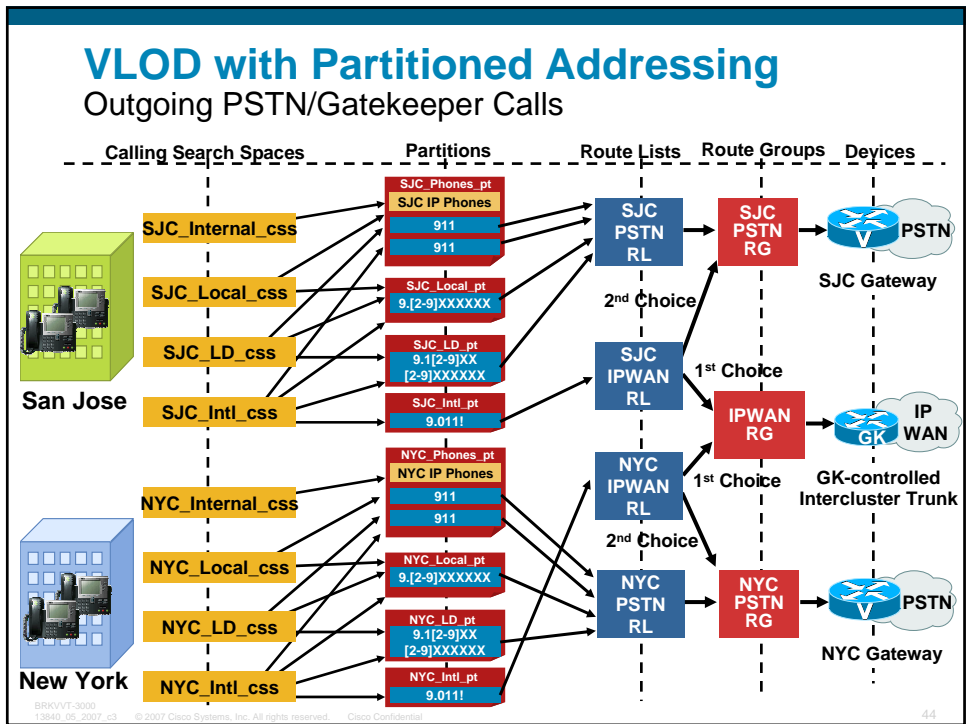 VLOD with Partitioned Addressing
Outgoing PSTN/Gatekeeper Calls
Calling Search Spaces
Partitions
Route Lists
Route Groups
Devices
San Jose
SJC_Internal_css
SJC_Local_css
SJC_LD_css
SJC_Intl_css
SJC_Phones_pt
SJC IP Phones
911
911
SJC_Local_pt
9.[2-9]XXXXXX
SJC_LD_pt
9.1[2-9]XX
[2-9]XXXXXX
SJC_Intl_pt
9.011!
SJC
PSTN
RL
2nd Choice
SJC
IPWAN
RL
1st Choice
SJC
PSTN
RG
V
PSTN
SJC Gateway
IPWAN
RG
GK
IP
WAN
GK-controlled
Intercluster Trunk
New York
NYC_Internal_css
NYC_Local_css
NYC_LD_css
NYC_Intl_css
NYC_Phones_pt
NYC IP Phones
911
911
NYC_Local_pt
9.[2-9]XXXXXX
NYC_LD_pt
9.1[2-9]XX
[2-9]XXXXXX
NYC_Intl_pt
9.011!
NYC
IPWAN
RL
1st Choice
2nd Choice
NYC
PSTN
RL
NYC
PSTN
RG
V
PSTN
NYC Gateway
BRKVVT-3000
13840_05_2007_c3 © 2007 Cisco Systems, Inc. All rights reserved. Cisco Confidential
44